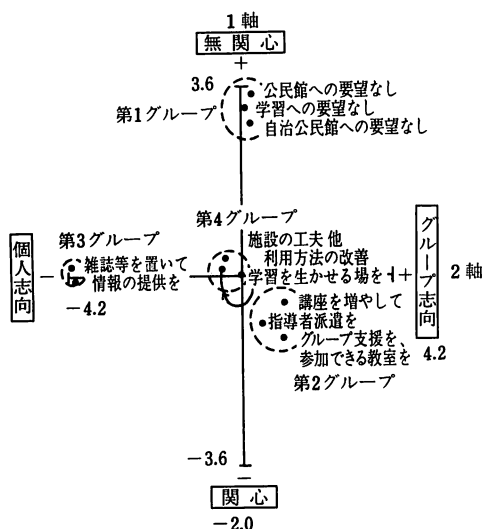 1軸
無関心
+
3.6
公民館への要望なし
学習への要望なし
自治公民館への要望なし
第1グループ
第4グループ
施設の工夫他
利用方法の改善
学習を生かせる場を
第3グループ
雑誌等を置いて
情報の提供を
個人志向
−
−4.2
+
グループ志向
2軸
4.2
講座を増やして
指導者派遣を
グループ支援を、
参加できる教室を
第2グループ
−3.6
−
関心
−2.0